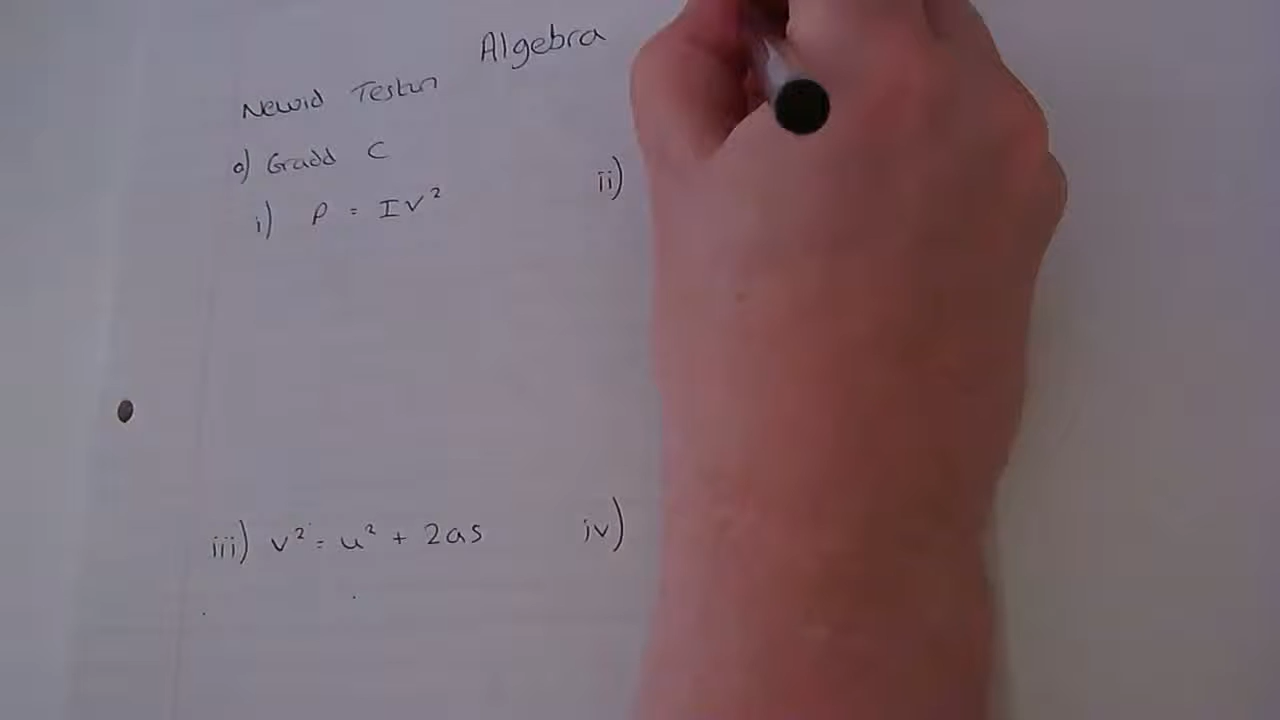 Algebra
Newid Testun
o) Gradd C
i) P = IV²
ii)
iii) v² = u² + 2as
iv)